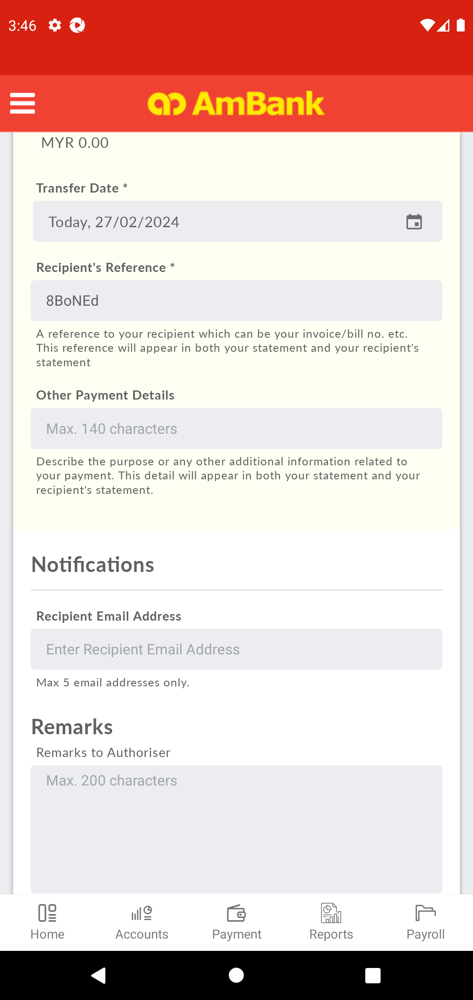 3:46
AmBank
MYR 0.00
Transfer Date *
Today, 27/02/2024
Recipient's Reference *
8BoNEd
A reference to your recipient which can be your invoice/bill no. etc.
This reference will appear in both your statement and your recipient's
statement
Other Payment Details
Max. 140 characters
Describe the purpose or any other additional information related to
your payment. This detail will appear in both your statement and your
recipient's statement.
Notifications
Recipient Email Address
Enter Recipient Email Address
Max 5 email addresses only.
Remarks
Remarks to Authoriser
Max. 200 characters
Home
Accounts
Payment
Reports
Payroll